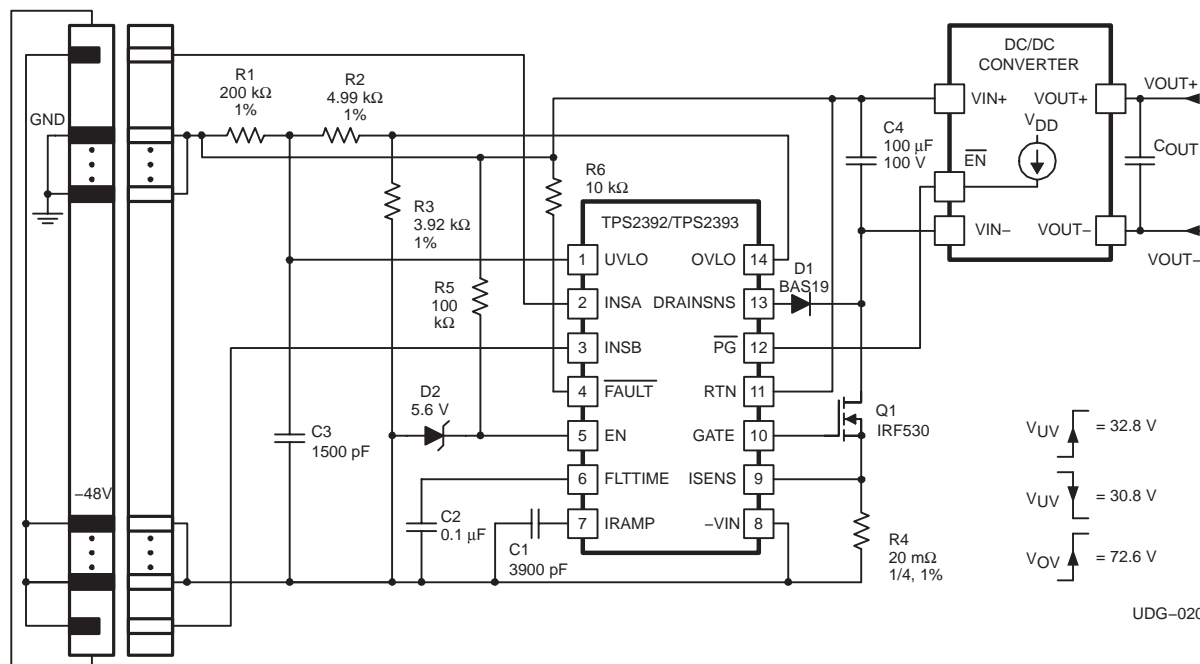 DC/DC
CONVERTER
R1
200 kΩ
1%
R2
4.99 kΩ
1%
VIN+
VOUT+
VOUT+
GND
C4
100 μF
100 V
VDD
EN
COUT
R6
10 kΩ
R3
3.92 kΩ
1%
TPS2392/TPS2393
VIN−
VOUT−
VOUT−
1
UVLO
OVLO
14
D1
BAS19
R5
100
kΩ
2
INSA
DRAINSNS
13
3
INSB
PG
12
4
FAULT
RTN
11
D2
5.6 V
Q1
IRF530
5
EN
GATE
10
C3
1500 pF
VUV = 32.8 V
6
FLTTIME
ISENS
9
−48V
VUV = 30.8 V
C2
0.1 μF
7
IRAMP
−VIN
8
C1
3900 pF
R4
20 mΩ
1/4, 1%
VOV = 72.6 V
UDG−020